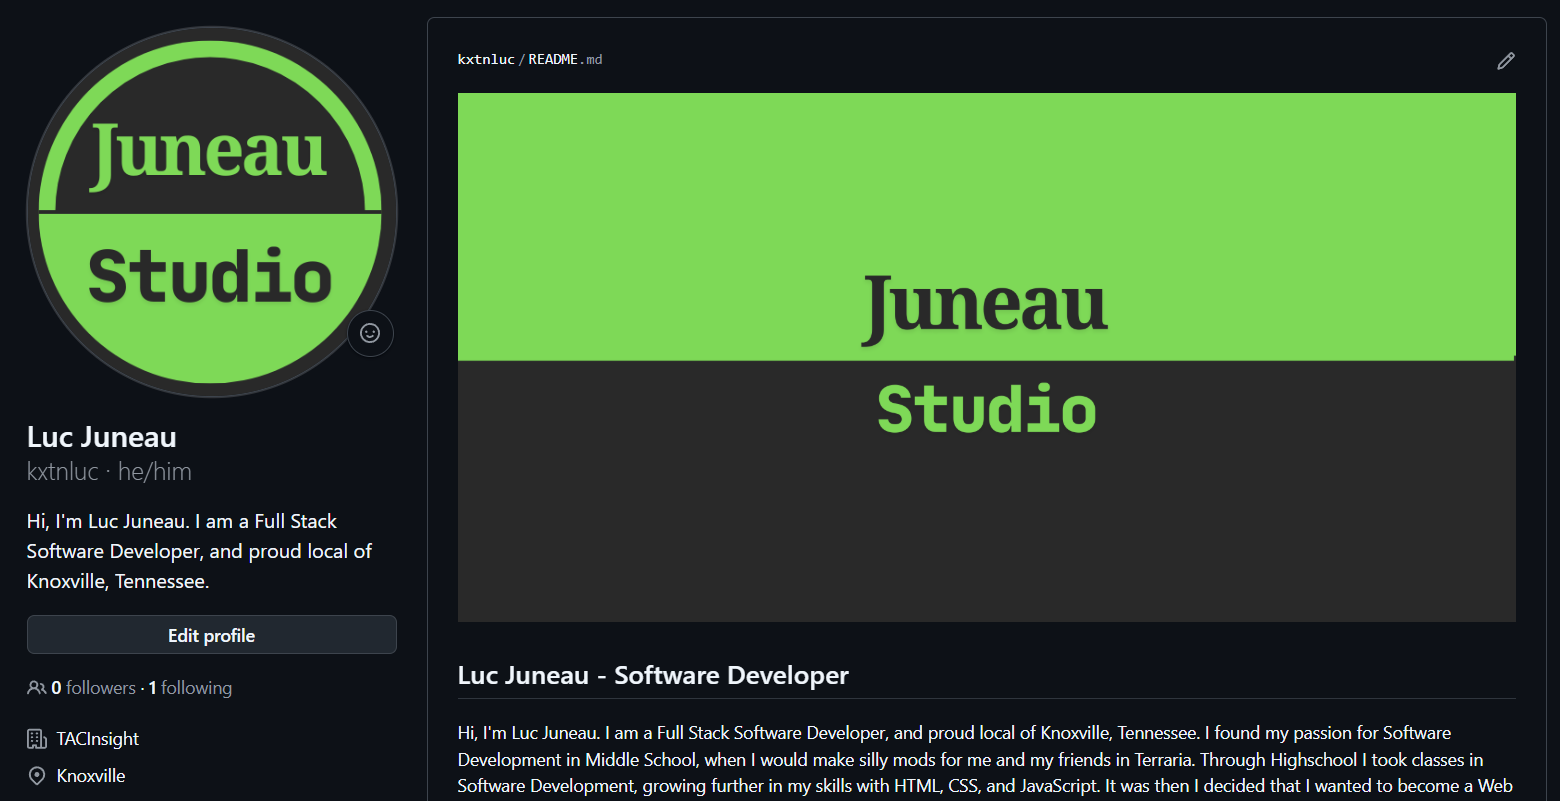 Juneau
Studio
Luc Juneau
kxtnluc · he/him
Hi, I'm Luc Juneau. I am a Full Stack
Software Developer, and proud local of
Knoxville, Tennessee.
Edit profile
0 followers · 1 following
TACInsight
Knoxville
kxtnluc/README.md
Juneau
Studio
Luc Juneau - Software Developer
Hi, I'm Luc Juneau. I am a Full Stack Software Developer, and proud local of Knoxville, Tennessee. I found my passion for Software
Development in Middle School, when I would make silly mods for me and my friends in Terraria. Through Highschool I took classes in
Software Development, growing further in my skills with HTML, CSS, and JavaScript. It was then I decided that I wanted to become a Web